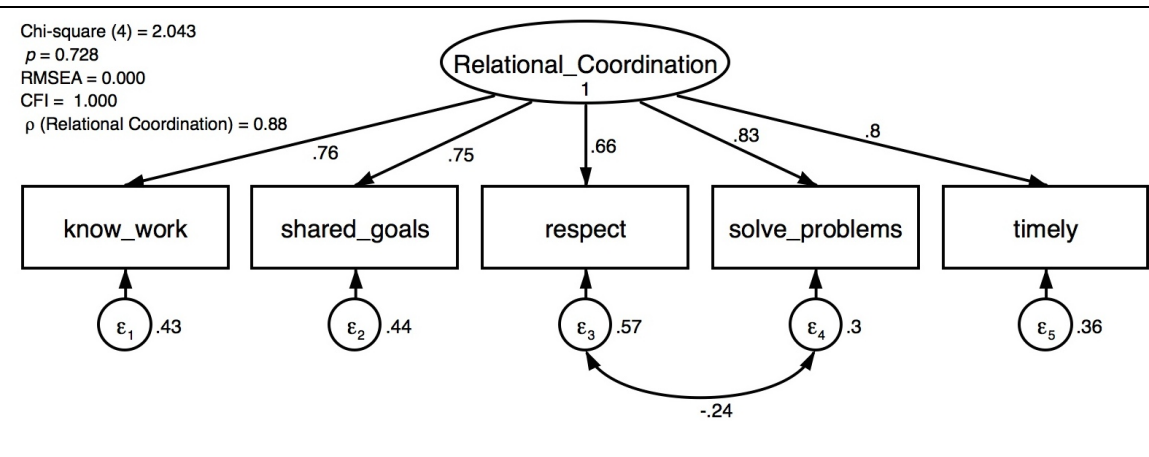 Chi-square (4) = 2.043
p = 0.728
RMSEA = 0.000
CFI = 1.000
ρ (Relational Coordination) = 0.88
Relational_Coordination
1
.76
.75
.66
.83
.8
know_work
shared_goals
respect
solve_problems
timely
ε1 .43
ε2 .44
ε3 .57
ε4 .3
ε5 .36
-.24